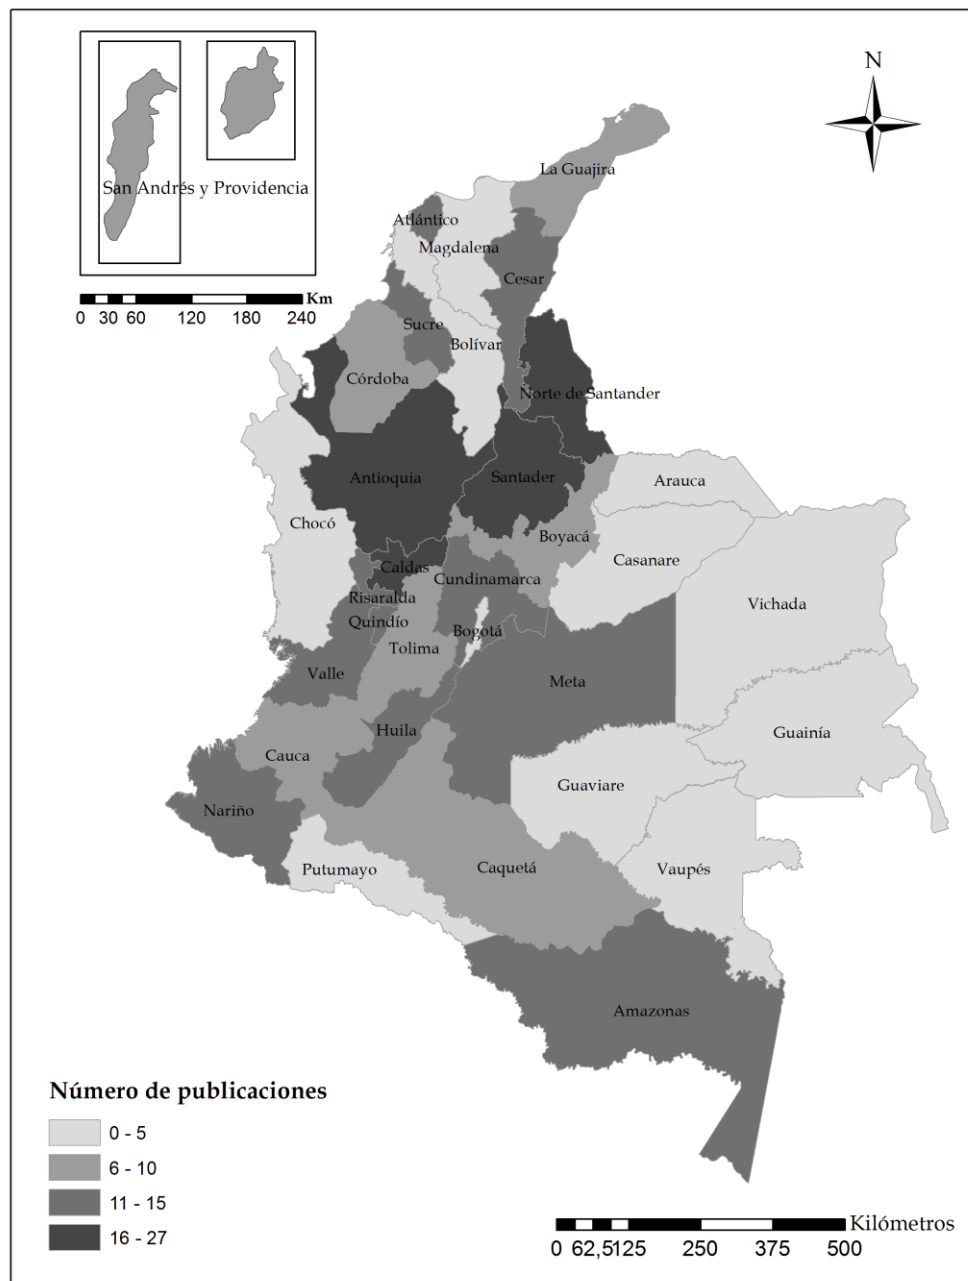 N
San Andrés y Providencia
Km
0 30 60 120 180 240
La Guajira
Atlántico
Magdalena
Cesar
Sucre
Bolívar
Córdoba
Norte de Santander
Antioquia
Santader
Arauca
Chocó
Boyacá
Casanare
Caldas
Cundinamarca
Risaralda
Vichada
Quindío
Bogotá
Tolima
Valle
Meta
Huila
Guainía
Cauca
Guaviare
Nariño
Putumayo
Caquetá
Vaupés
Amazonas
Número de publicaciones
0 - 5
6 - 10
11 - 15
16 - 27
Kilómetros
0 62,5 125 250 375 500